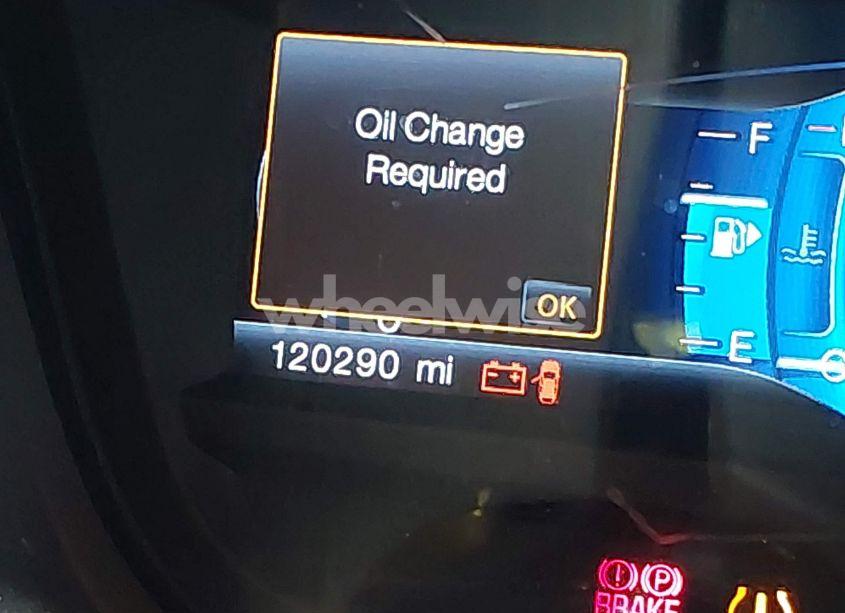 Oil Change
Required
OK
wheelwise
120290 mi
F
E
P
BRAKE